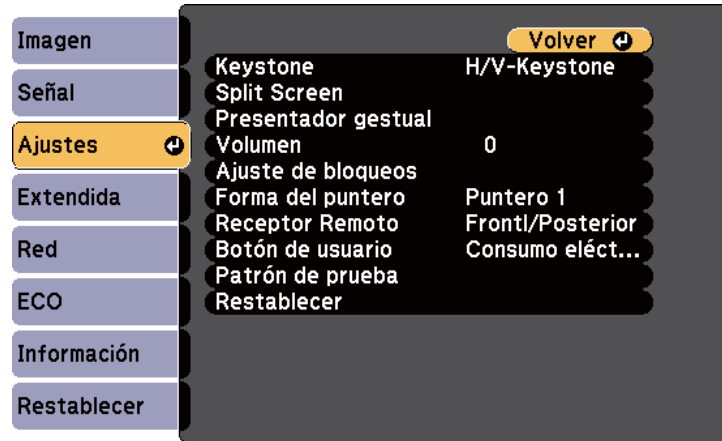 Imagen
Señal
Ajustes
Extendida
Red
ECO
Información
Restablecer
Volver
Keystone H/V-Keystone
Split Screen
Presentador gestual
Volumen 0
Ajuste de bloqueos
Forma del puntero Puntero 1
Receptor Remoto Frontl/Posterior
Botón de usuario Consumo eléct...
Patrón de prueba
Restablecer